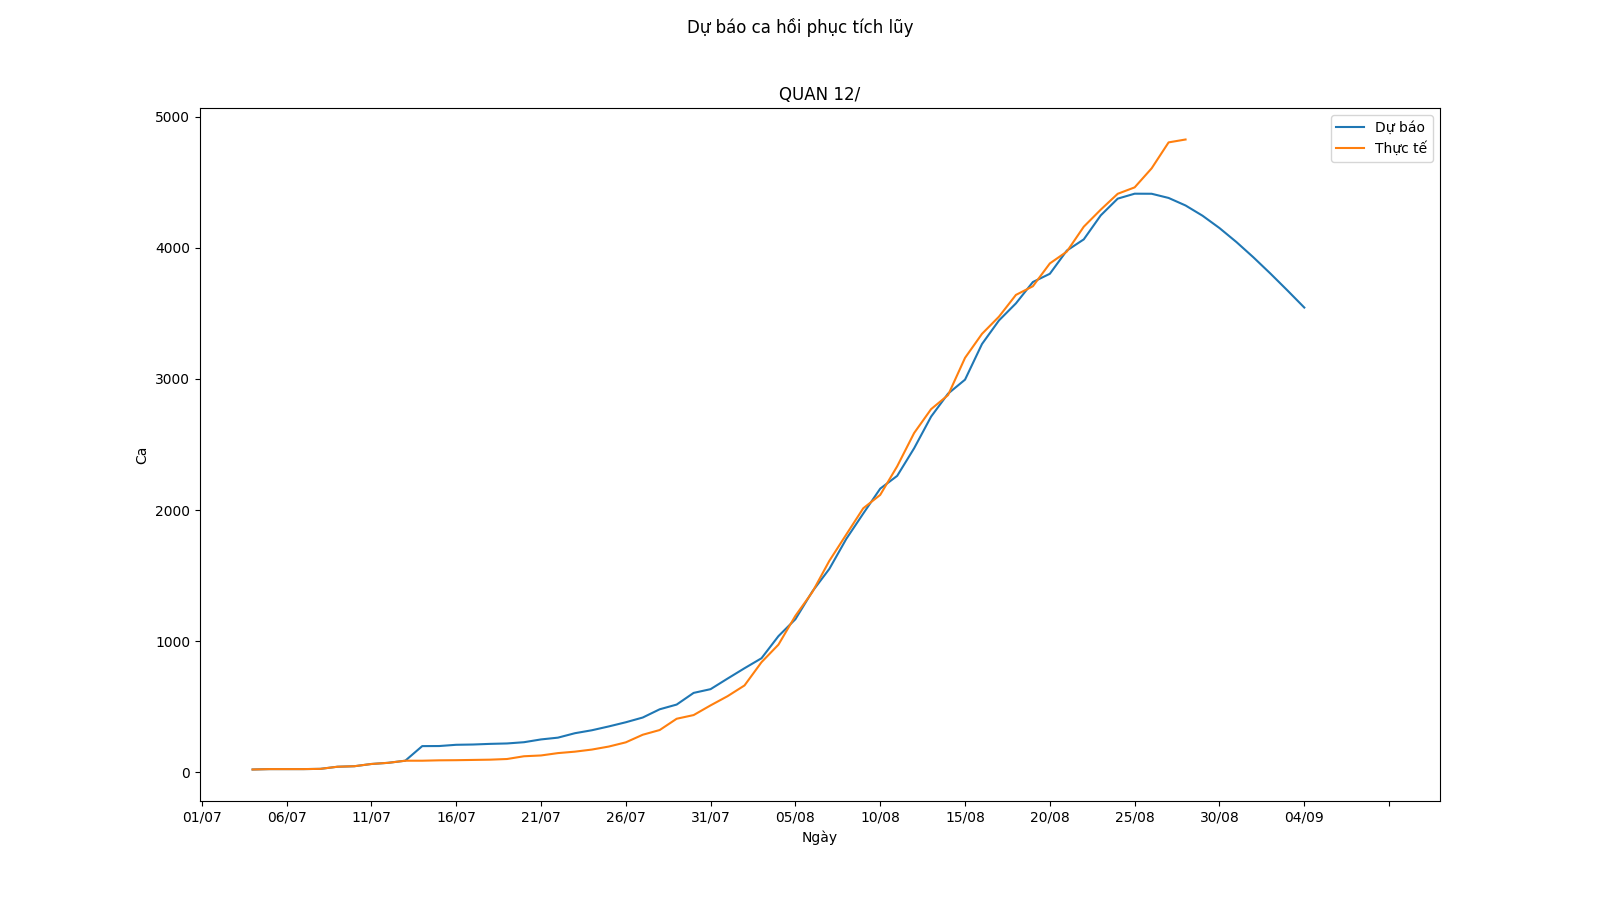 Dự báo ca hồi phục tích lũy
QUAN 12/
5000
4000
3000
2000
1000
0
Ca
Dự báo
Thực tế
01/07 06/07 11/07 16/07 21/07 26/07 31/07 05/08 10/08 15/08 20/08 25/08 30/08 04/09
Ngày